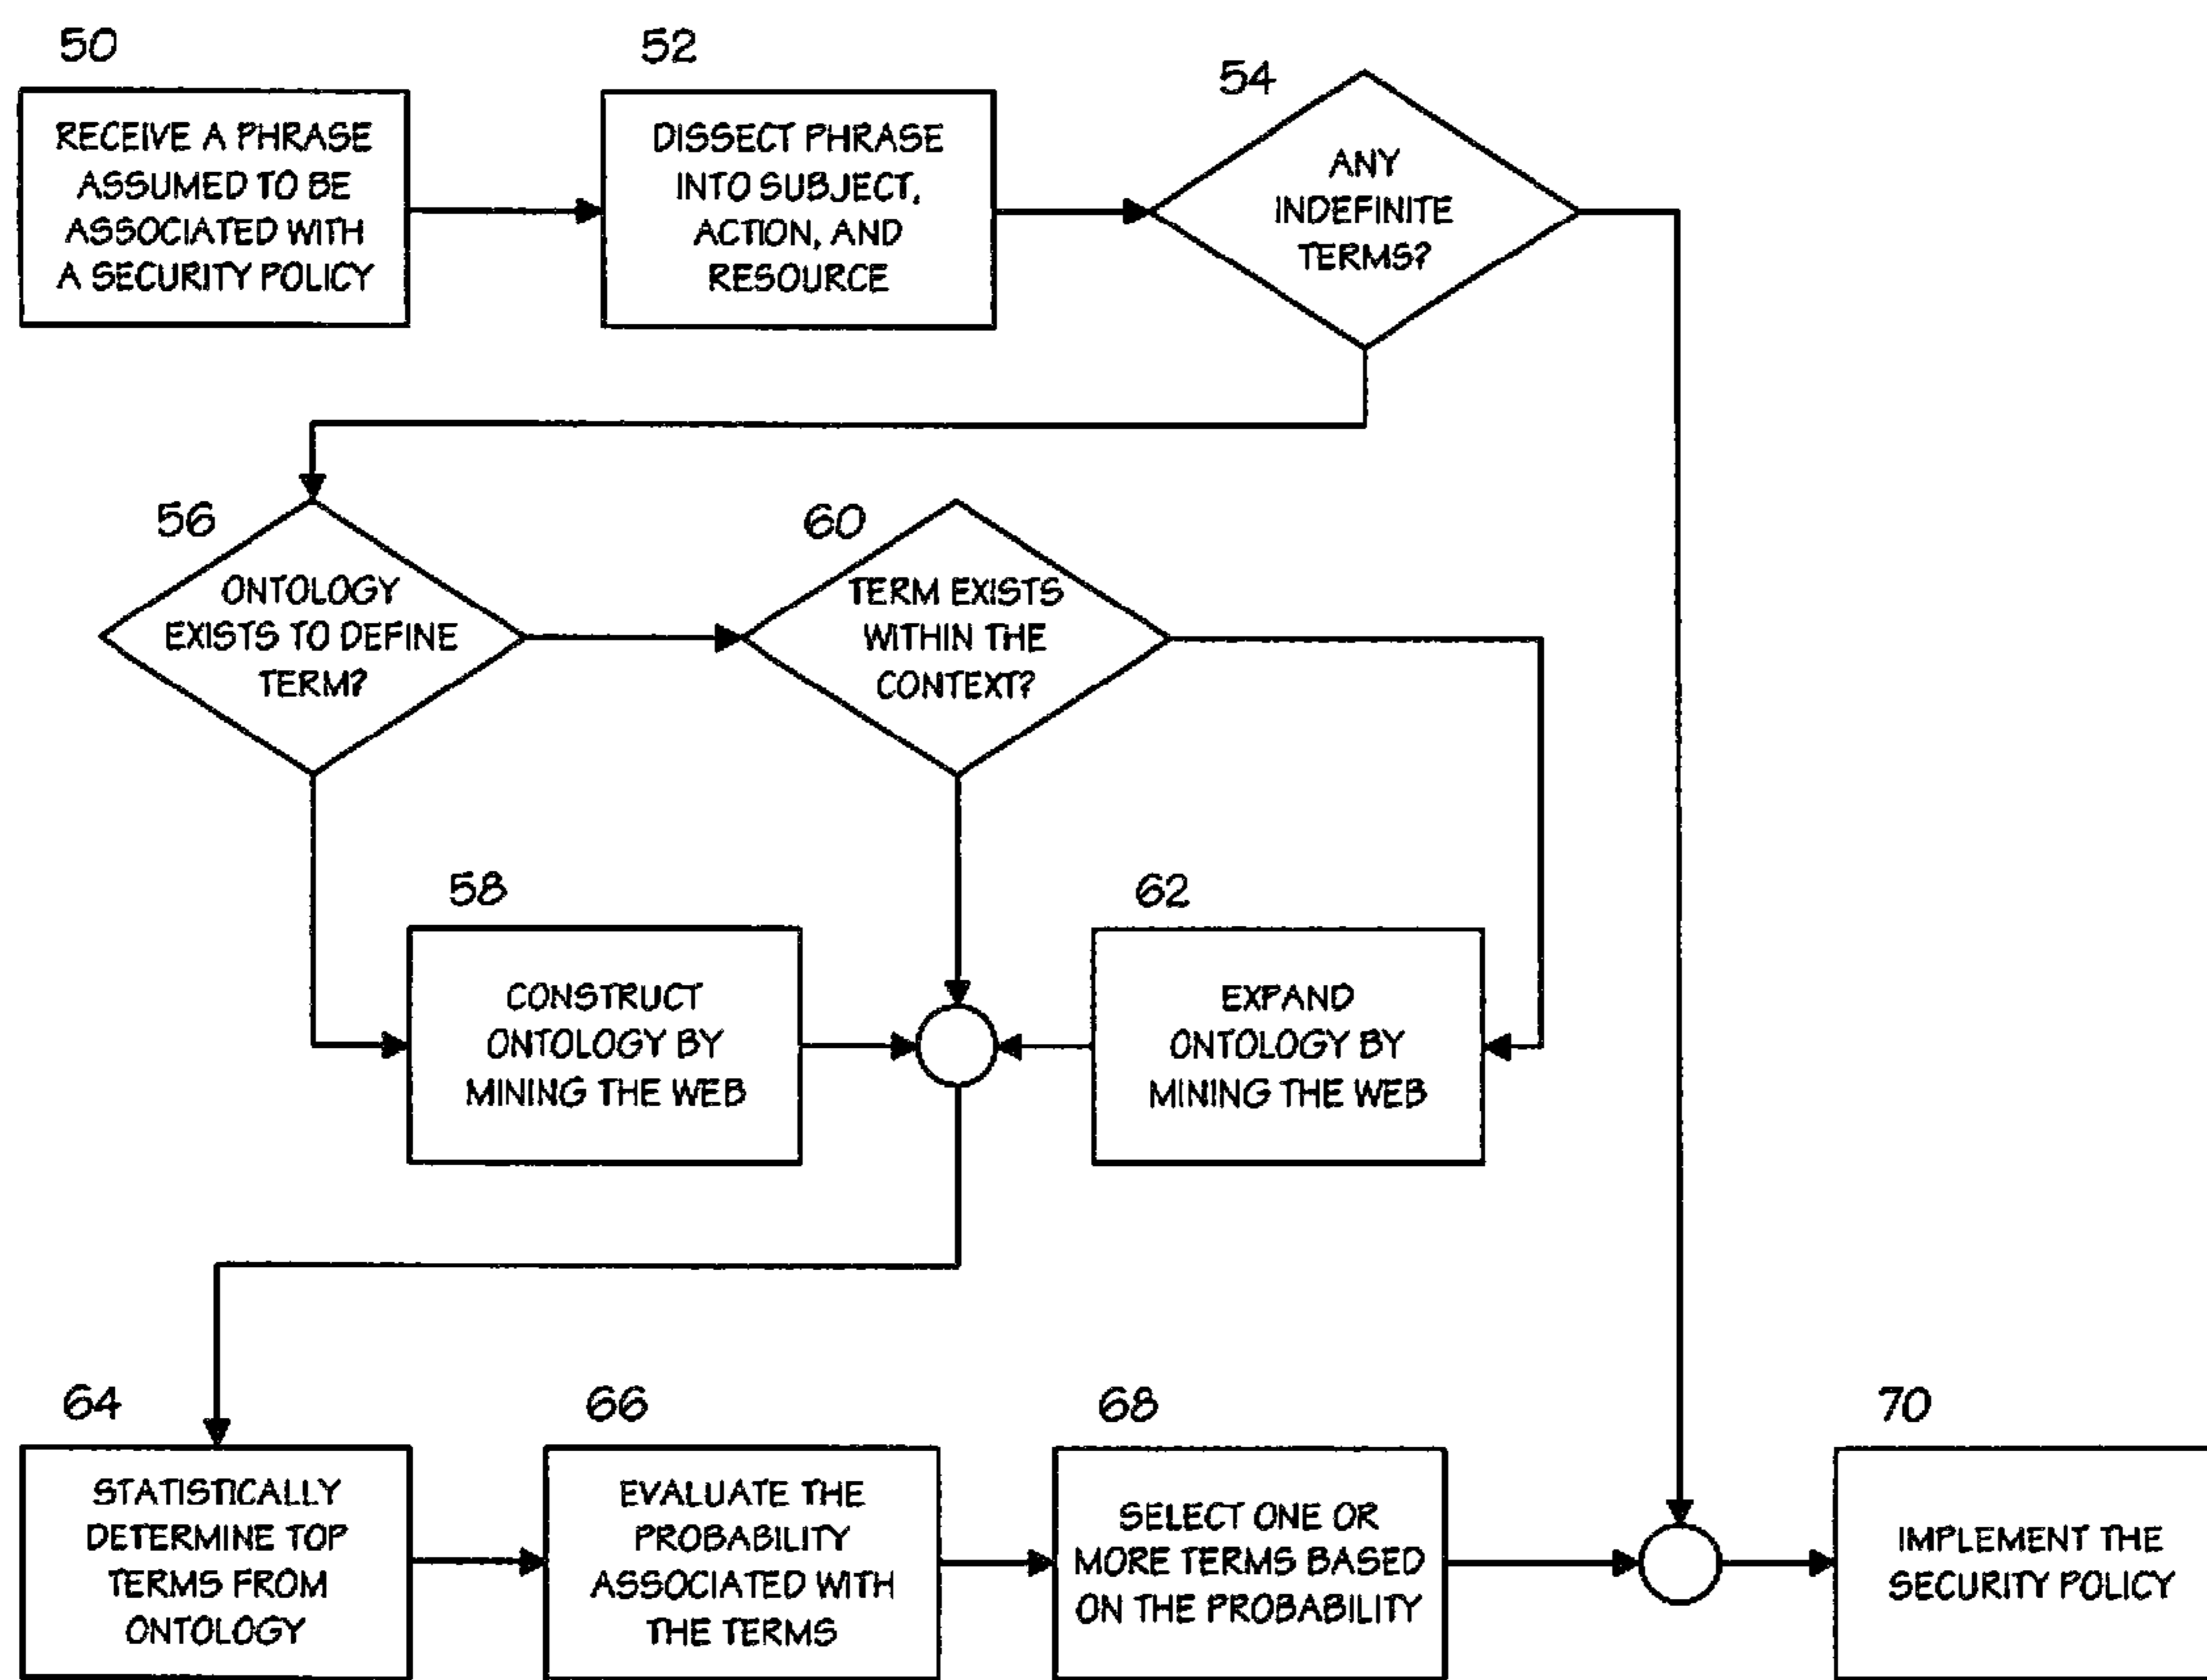 50
RECEIVE A PHRASE
ASSUMED TO BE
ASSOCIATED WITH
A SECURITY POLICY
52
DISSECT PHRASE
INTO SUBJECT,
ACTION, AND
RESOURCE
54
ANY
INDEFINITE
TERMS?
56
ONTOLOGY
EXISTS TO DEFINE
TERM?
60
TERM EXISTS
WITHIN THE
CONTEXT?
58
CONSTRUCT
ONTOLOGY BY
MINING THE WEB
62
EXPAND
ONTOLOGY BY
MINING THE WEB
64
STATISTICALLY
DETERMINE TOP
TERMS FROM
ONTOLOGY
66
EVALUATE THE
PROBABILITY
ASSOCIATED WITH
THE TERMS
68
SELECT ONE OR
MORE TERMS BASED
ON THE PROBABILITY
70
IMPLEMENT THE
SECURITY POLICY